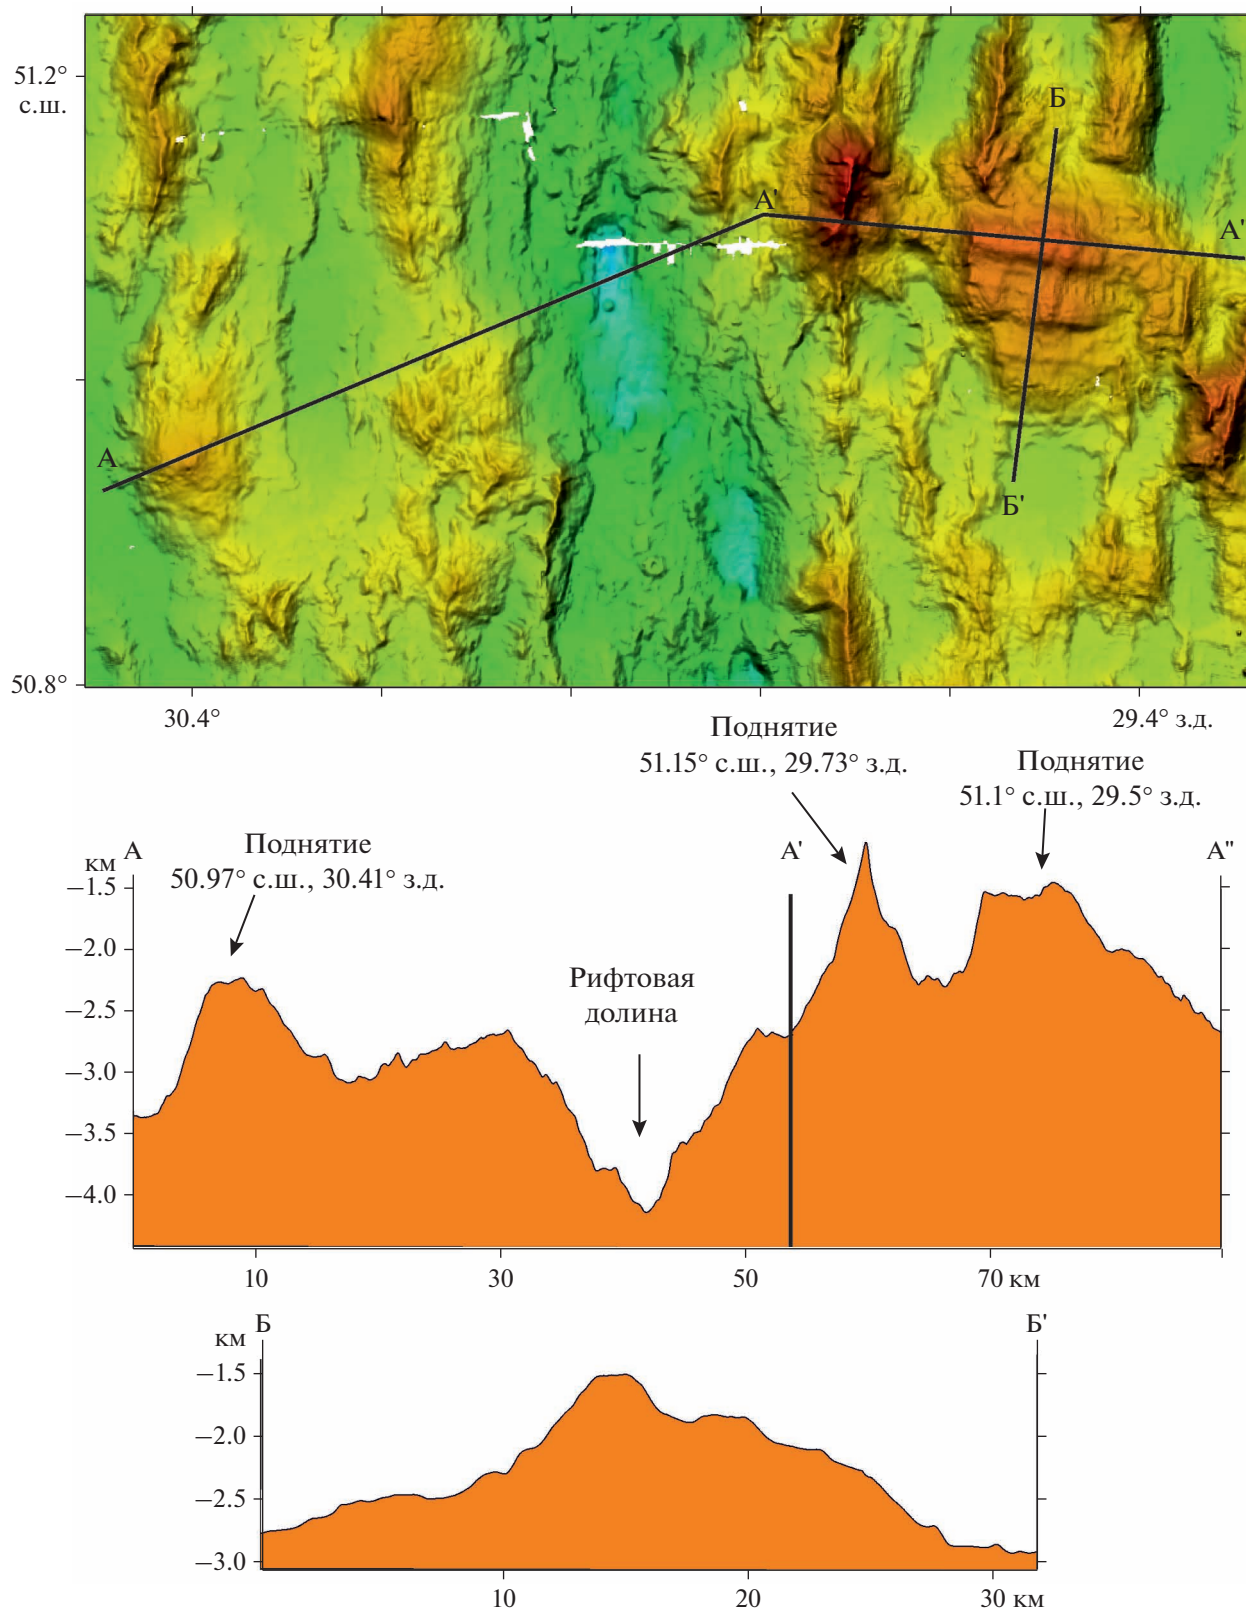 51.2°
с.ш.
Б
А'
А'
А
Б'
50.8°
30.4°
29.4° з.д.
Поднятие
51.15° с.ш., 29.73° з.д.
Поднятие
51.1° с.ш., 29.5° з.д.
А
А'
А"
км
Поднятие
50.97° с.ш., 30.41° з.д.
−1.5
−2.0
−2.5
−3.0
−3.5
−4.0
Рифтовая
долина
10
30
50
70 км
Б
Б'
км
−1.5
−2.0
−2.5
−3.0
10
20
30 км